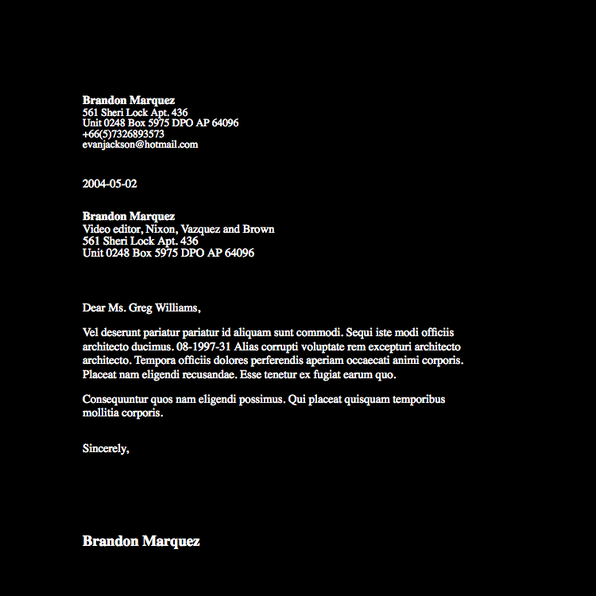 Brandon Marquez
561 Sheri Lock Apt. 436
Unit 0248 Box 5975 DPO AP 64096
+66(5)7326893573
evanjackson@hotmail.com
2004-05-02
Brandon Marquez
Video editor, Nixon, Vazquez and Brown
561 Sheri Lock Apt. 436
Unit 0248 Box 5975 DPO AP 64096
Dear Ms. Greg Williams,
Vel deserunt pariatur pariatur id aliquam sunt commodi. Sequi iste modi officiis
architecto ducimus. 08-1997-31 Alias corrupti voluptate rem excepturi architecto
architecto. Tempora officiis dolores perferendis aperiam occaecati animi corporis.
Placeat nam eligendi recusandae. Esse tenetur ex fugiat earum quo.
Consequuntur quos nam eligendi possimus. Qui placeat quisquam temporibus
mollitia corporis.
Sincerely,
Brandon Marquez